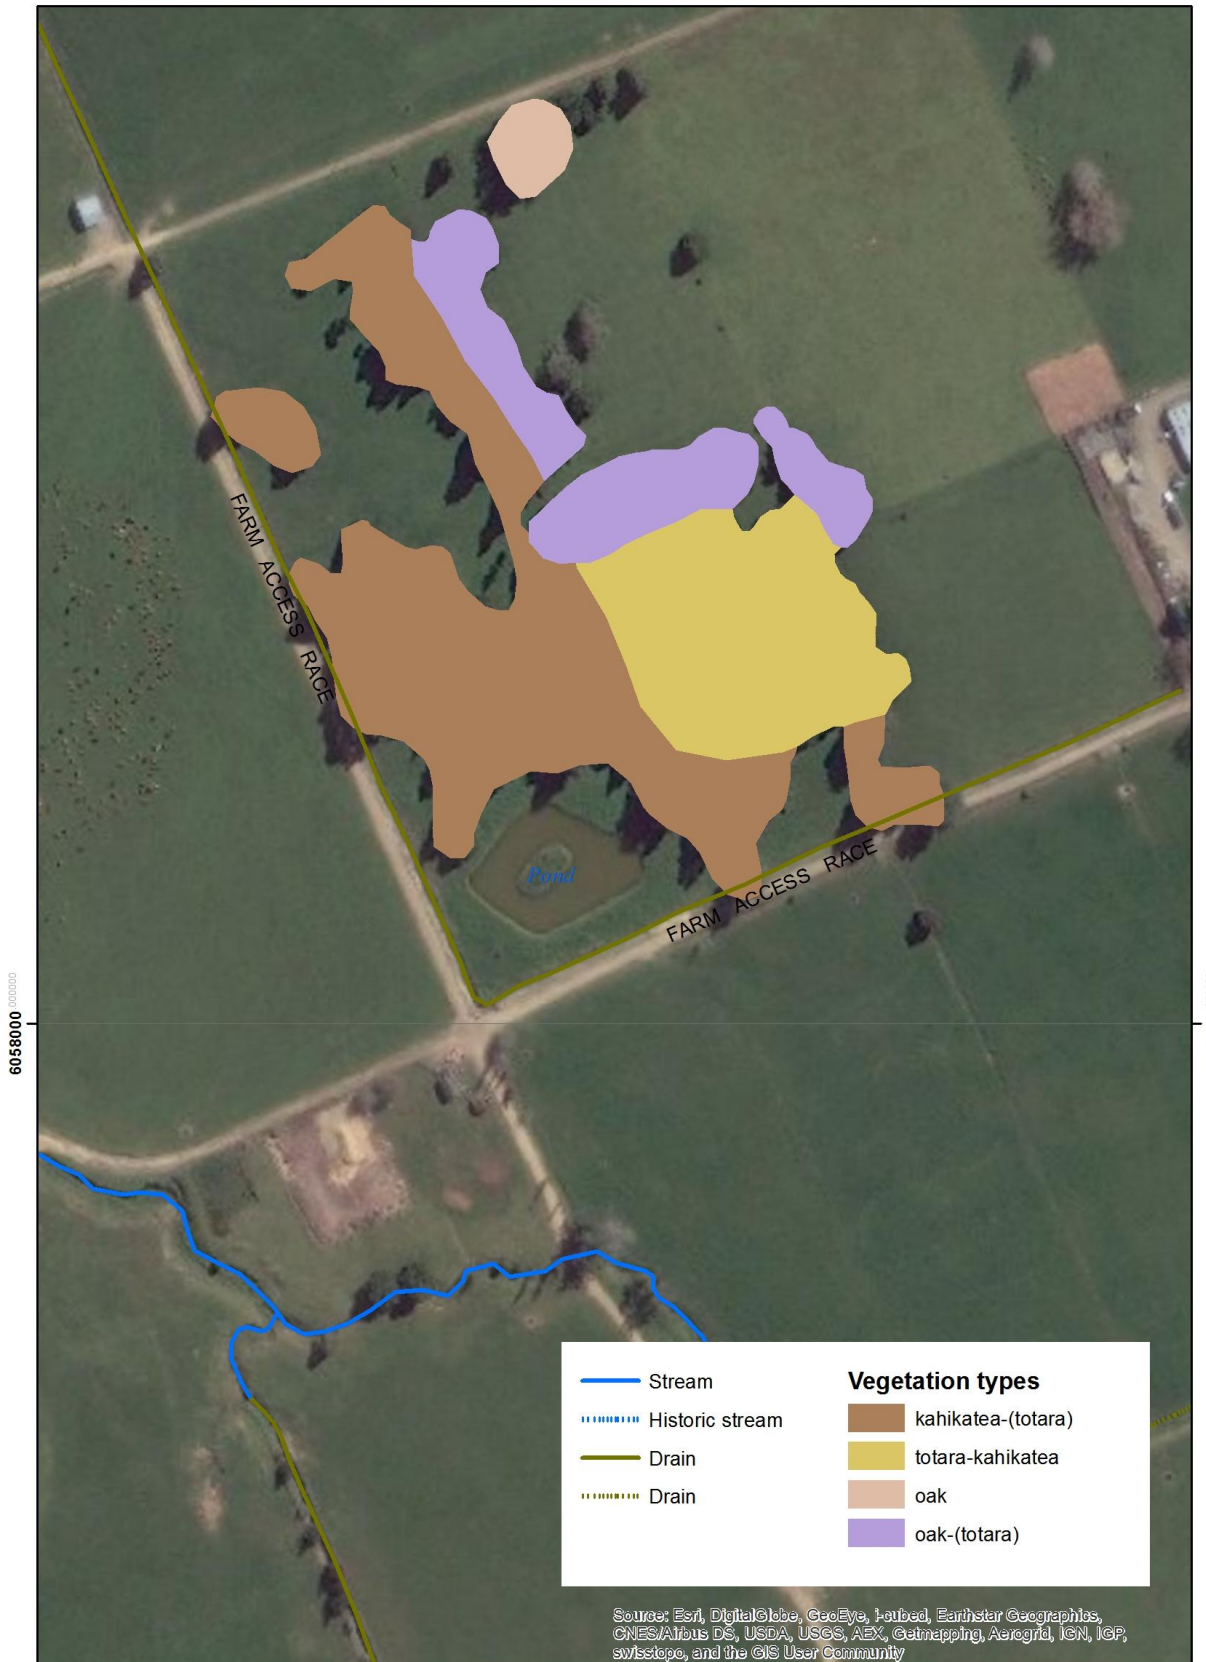 FARM ACCESS RACE
Pond
FARM ACCESS RACE
6058000.000000
Stream
Historic stream
Drain
Drain
Vegetation types
kahikatea-(totara)
totara-kahikatea
oak
oak-(totara)
Source: Esri, DigitalGlobe, GeoEye, i-cubed, Earthstar Geographics,
CNES/Airbus DS, USDA, USGS, AEX, Getmapping, Aerogrid, IGN, IGP,
swisstopo, and the GIS User Community